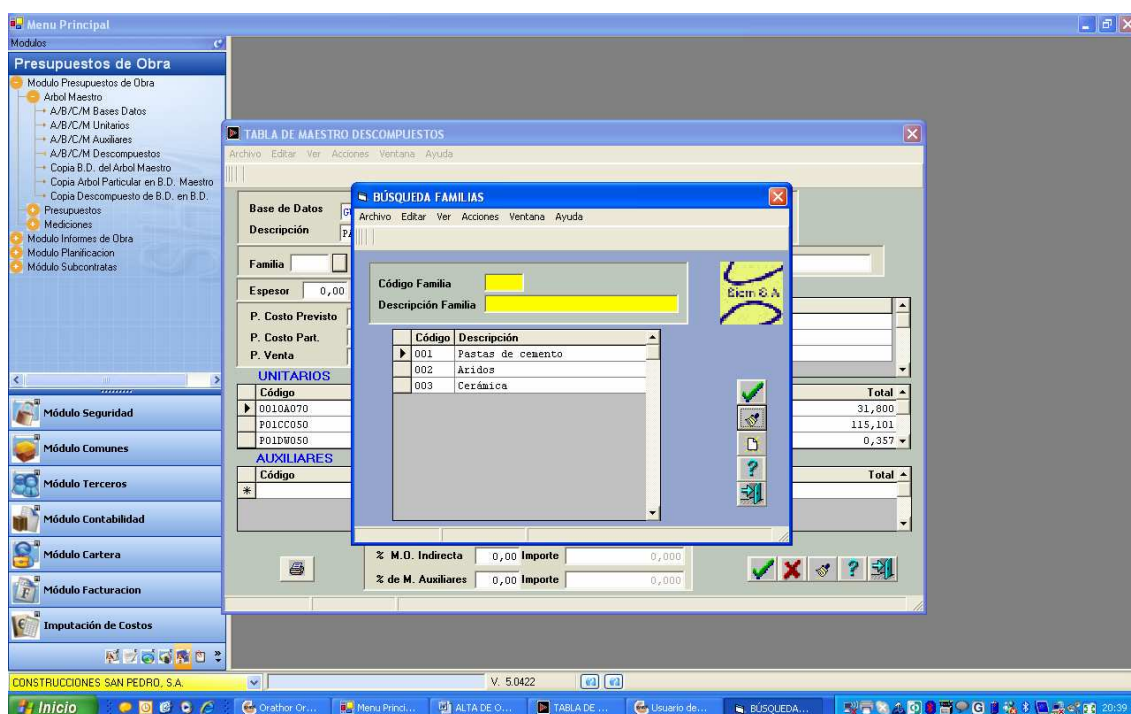 Menu Principal
Modulos
Presupuestos de Obra
Modulo Presupuestos de Obra
Arbol Maestro
A/B/C/M Bases Datos
A/B/C/M Unitarios
A/B/C/M Auxiliares
A/B/C/M Descompuestos
Copia B.D. del Arbol Maestro
Copia Arbol Particular en B.D. Maestro
Copia Descompuesto de B.D. en B.D.
Presupuestos
Mediciones
Modulo Informes de Obra
Modulo Planificacion
Módulo Subcontratas
Módulo Seguridad
Módulo Comunes
Módulo Terceros
Módulo Contabilidad
Módulo Cartera
Módulo Facturacion
Imputación de Costos
TABLA DE MAESTRO DESCOMPUESTOS
Archivo Editar Ver Acciones Ventana Ayuda
Base de Datos
Descripción
Familia
Espesor 0,00
P. Costo Previsto
P. Costo Part.
P. Venta
UNITARIOS
Código Total
001OA070 31,800
P01CC050 115,101
P01DW050 0,357
AUXILIARES
Código Total
% M.O. Indirecta 0,00 Importe 0,000
% de M. Auxiliares 0,00 Importe 0,000
BÚSQUEDA FAMILIAS
Archivo Editar Ver Acciones Ventana Ayuda
Código Familia
Descripción Familia
Siem S.A
Código Descripción
001 Pastas de cemento
002 Aridos
003 Cerámica
CONSTRUCCIONES SAN PEDRO, S.A.
V. 5.0422
Inicio
Orathor Or...
Menu Princi...
ALTA DE O...
TABLA DE ...
Usuario de...
BÚSQUEDA...
20:39